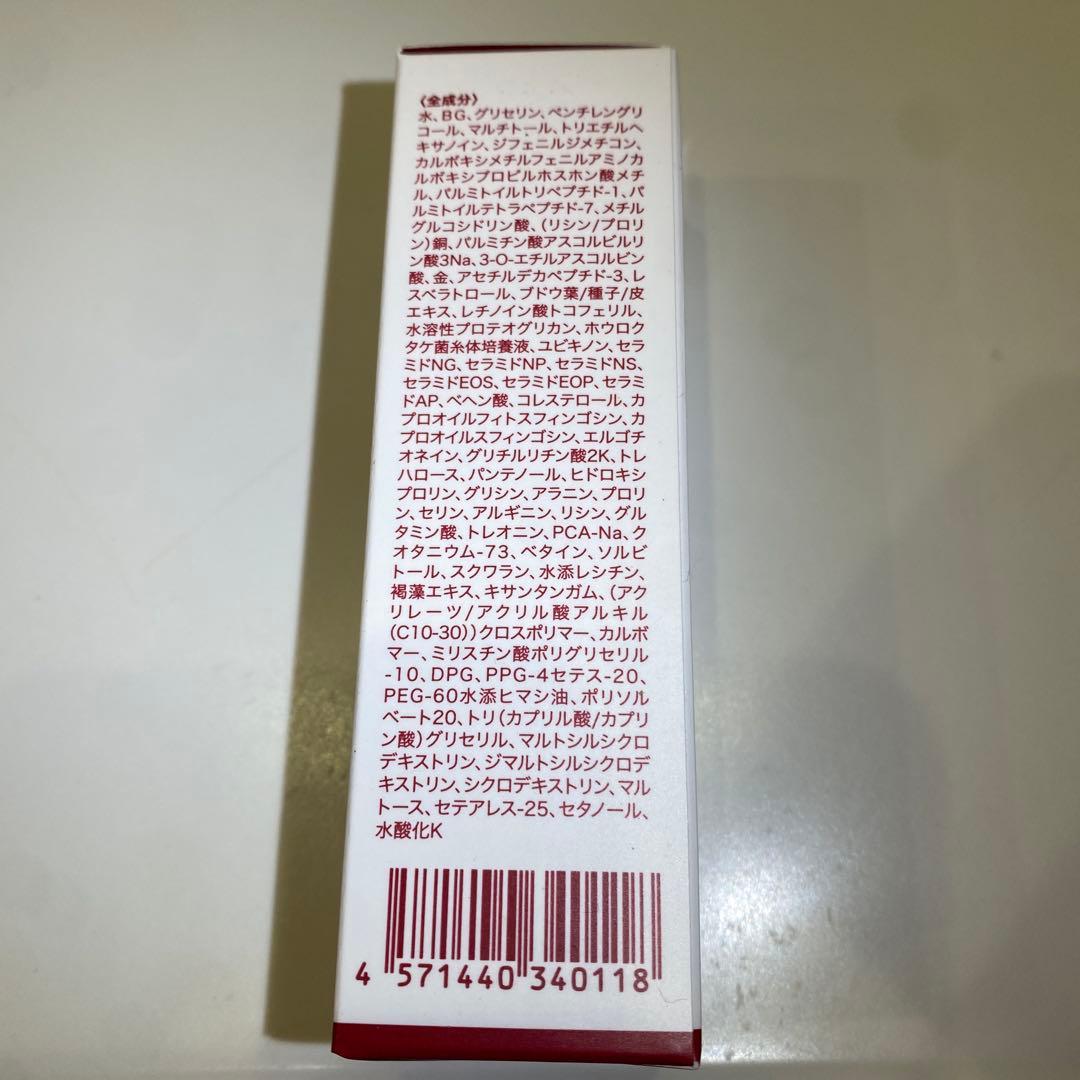 〈全成分〉
水、BG、グリセリン、ペンチレングリ
コール、マルチトール、トリエチルヘ
キサノイン、ジフェニルジメチコン、
カルボキシメチルフェニルアミノカ
ルボキシプロピルホスホン酸メチ
ル、パルミトイルトリペプチド-1、パ
ルミトイルテトラペプチド-7、メチル
グルコシドリン酸、(リシン/プロリ
ン)銅、パルミチン酸アスコルビルリ
ン酸3Na、3-O-エチルアスコルビン
酸、金、アセチルデカペプチド-3、レ
スベラトロール、ブドウ葉/種子/皮
エキス、レチノイン酸トコフェリル、
水溶性プロテオグリカン、ホウロク
タケ菌糸体培養液、ユビキノン、セラ
ミドNG、セラミドNP、セラミドNS、
セラミドEOS、セラミドEOP、セラミ
ドAP、ベヘン酸、コレステロール、カ
プロオイルフィトスフィンゴシン、カ
プロオイルスフィンゴシン、エルゴチ
オネイン、グリチルリチン酸2K、トレ
ハロース、パンテノール、ヒドロキシ
プロリン、グリシン、アラニン、プロリ
ン、セリン、アルギニン、リシン、グル
タミン酸、トレオニン、PCA-Na、ク
オタニウム-73、ベタイン、ソルビ
トール、スクワラン、水添レシチン、
褐藻エキス、キサンタンガム、(アク
リレーツ/アクリル酸アルキル
(C10-30))クロスポリマー、カルボ
マー、ミリスチン酸ポリグリセリル
-10、DPG、PPG-4セテス-20、
PEG-60水添ヒマシ油、ポリソル
ベート20、トリ(カプリル酸/カプリ
ン酸)グリセリル、マルトシルシクロ
デキストリン、ジマルトシルシクロデ
キストリン、シクロデキストリン、マル
トース、セテアレス-25、セタノール、
水酸化K
4 571440 340118